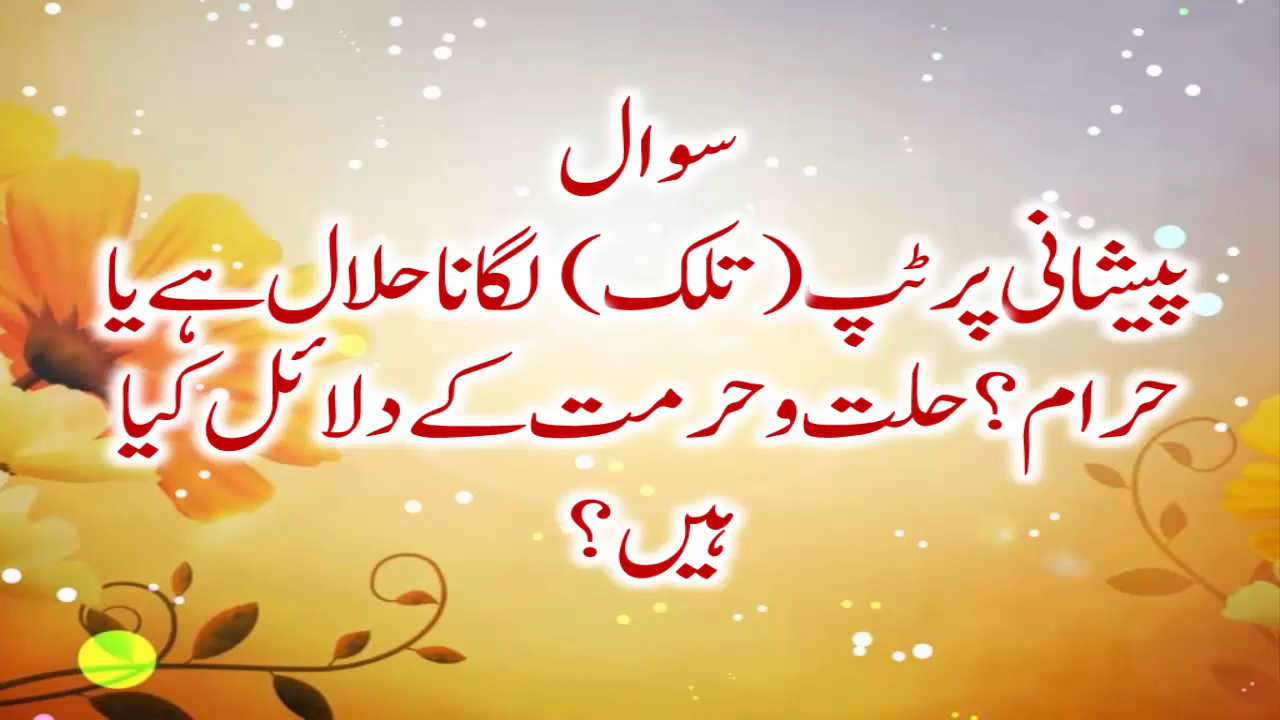 سوال
پیشانی پر ٹپ (تلک) لگانا حلال ہے یا
حرام؟ حلت و حرمت کے دلائل کیا
ہیں؟